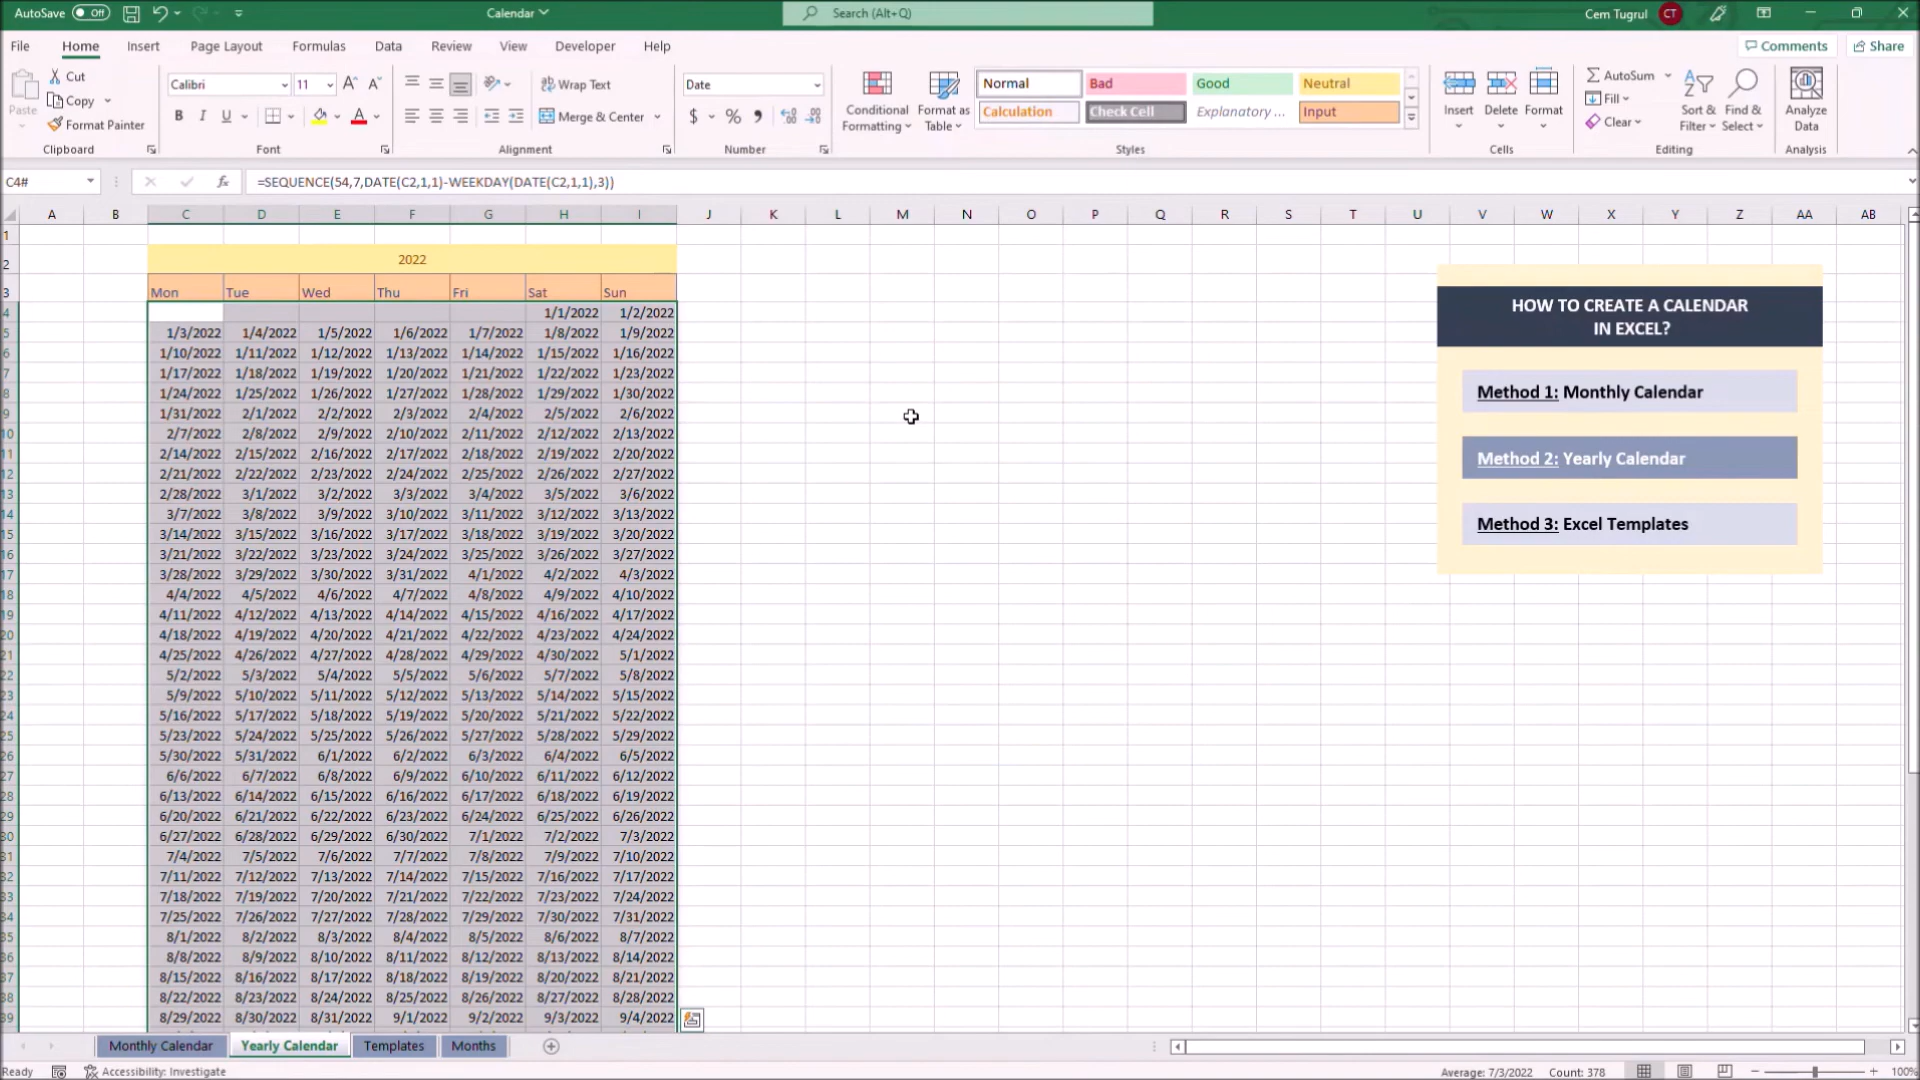 AutoSave Off Calendar Search (Alt+Q) Cem Tugrul CT
File Home Insert Page Layout Formulas Data Review View Developer Help Comments Share
Paste Cut Copy Format Painter
Calibri 11 A A
B I U A
Wrap Text
Merge & Center
Date
$ % ,
Conditional Formatting Format as Table
Normal Bad Good Neutral
Calculation Check Cell Explanatory ... Input
Insert Delete Format
AutoSum Fill Clear
Sort & Filter Find & Select Analyze Data
Clipboard Font Alignment Number Styles Cells Editing Analysis
C4# fx =SEQUENCE(54,7,DATE(C2,1,1)-WEEKDAY(DATE(C2,1,1),3))
A B C D E F G H I J K L M N O P Q R S T U V W X Y Z AA AB
1
2 2022
3 Mon Tue Wed Thu Fri Sat Sun
4 1/1/2022 1/2/2022
5 1/3/2022 1/4/2022 1/5/2022 1/6/2022 1/7/2022 1/8/2022 1/9/2022
6 1/10/2022 1/11/2022 1/12/2022 1/13/2022 1/14/2022 1/15/2022 1/16/2022
7 1/17/2022 1/18/2022 1/19/2022 1/20/2022 1/21/2022 1/22/2022 1/23/2022
8 1/24/2022 1/25/2022 1/26/2022 1/27/2022 1/28/2022 1/29/2022 1/30/2022
9 1/31/2022 2/1/2022 2/2/2022 2/3/2022 2/4/2022 2/5/2022 2/6/2022
10 2/7/2022 2/8/2022 2/9/2022 2/10/2022 2/11/2022 2/12/2022 2/13/2022
11 2/14/2022 2/15/2022 2/16/2022 2/17/2022 2/18/2022 2/19/2022 2/20/2022
12 2/21/2022 2/22/2022 2/23/2022 2/24/2022 2/25/2022 2/26/2022 2/27/2022
13 2/28/2022 3/1/2022 3/2/2022 3/3/2022 3/4/2022 3/5/2022 3/6/2022
14 3/7/2022 3/8/2022 3/9/2022 3/10/2022 3/11/2022 3/12/2022 3/13/2022
15 3/14/2022 3/15/2022 3/16/2022 3/17/2022 3/18/2022 3/19/2022 3/20/2022
16 3/21/2022 3/22/2022 3/23/2022 3/24/2022 3/25/2022 3/26/2022 3/27/2022
17 3/28/2022 3/29/2022 3/30/2022 3/31/2022 4/1/2022 4/2/2022 4/3/2022
18 4/4/2022 4/5/2022 4/6/2022 4/7/2022 4/8/2022 4/9/2022 4/10/2022
19 4/11/2022 4/12/2022 4/13/2022 4/14/2022 4/15/2022 4/16/2022 4/17/2022
20 4/18/2022 4/19/2022 4/20/2022 4/21/2022 4/22/2022 4/23/2022 4/24/2022
21 4/25/2022 4/26/2022 4/27/2022 4/28/2022 4/29/2022 4/30/2022 5/1/2022
22 5/2/2022 5/3/2022 5/4/2022 5/5/2022 5/6/2022 5/7/2022 5/8/2022
23 5/9/2022 5/10/2022 5/11/2022 5/12/2022 5/13/2022 5/14/2022 5/15/2022
24 5/16/2022 5/17/2022 5/18/2022 5/19/2022 5/20/2022 5/21/2022 5/22/2022
25 5/23/2022 5/24/2022 5/25/2022 5/26/2022 5/27/2022 5/28/2022 5/29/2022
26 5/30/2022 5/31/2022 6/1/2022 6/2/2022 6/3/2022 6/4/2022 6/5/2022
27 6/6/2022 6/7/2022 6/8/2022 6/9/2022 6/10/2022 6/11/2022 6/12/2022
28 6/13/2022 6/14/2022 6/15/2022 6/16/2022 6/17/2022 6/18/2022 6/19/2022
29 6/20/2022 6/21/2022 6/22/2022 6/23/2022 6/24/2022 6/25/2022 6/26/2022
30 6/27/2022 6/28/2022 6/29/2022 6/30/2022 7/1/2022 7/2/2022 7/3/2022
31 7/4/2022 7/5/2022 7/6/2022 7/7/2022 7/8/2022 7/9/2022 7/10/2022
32 7/11/2022 7/12/2022 7/13/2022 7/14/2022 7/15/2022 7/16/2022 7/17/2022
33 7/18/2022 7/19/2022 7/20/2022 7/21/2022 7/22/2022 7/23/2022 7/24/2022
34 7/25/2022 7/26/2022 7/27/2022 7/28/2022 7/29/2022 7/30/2022 7/31/2022
35 8/1/2022 8/2/2022 8/3/2022 8/4/2022 8/5/2022 8/6/2022 8/7/2022
36 8/8/2022 8/9/2022 8/10/2022 8/11/2022 8/12/2022 8/13/2022 8/14/2022
37 8/15/2022 8/16/2022 8/17/2022 8/18/2022 8/19/2022 8/20/2022 8/21/2022
38 8/22/2022 8/23/2022 8/24/2022 8/25/2022 8/26/2022 8/27/2022 8/28/2022
39 8/29/2022 8/30/2022 8/31/2022 9/1/2022 9/2/2022 9/3/2022 9/4/2022
HOW TO CREATE A CALENDAR
IN EXCEL?
Method 1: Monthly Calendar
Method 2: Yearly Calendar
Method 3: Excel Templates
Monthly Calendar Yearly Calendar Templates Months
Ready Accessibility: Investigate Average: 7/3/2022 Count: 378 100%